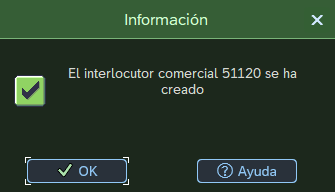 Información
El interlocutor comercial 51120 se ha
creado
OK
Ayuda